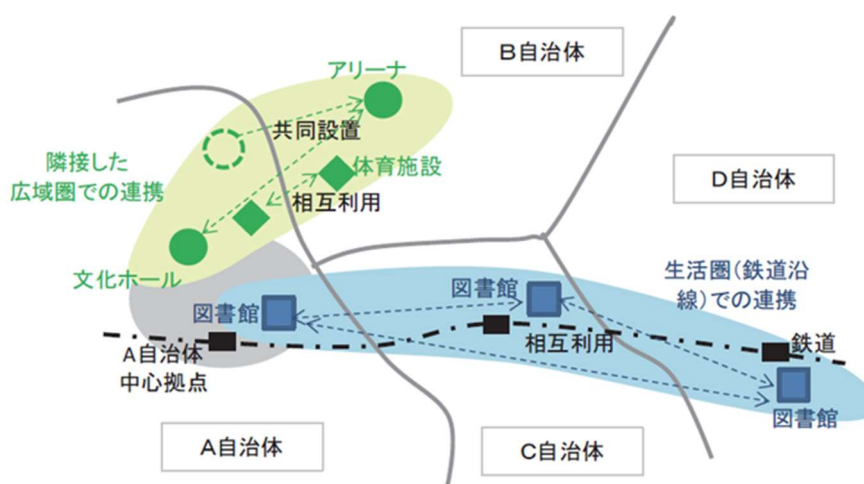 B自治体
アリーナ
共同設置
隣接した
広域圏での連携
体育施設
相互利用
D自治体
文化ホール
生活圏(鉄道沿
線)での連携
図書館
図書館
相互利用
鉄道
A自治体
中心拠点
図書館
A自治体
C自治体